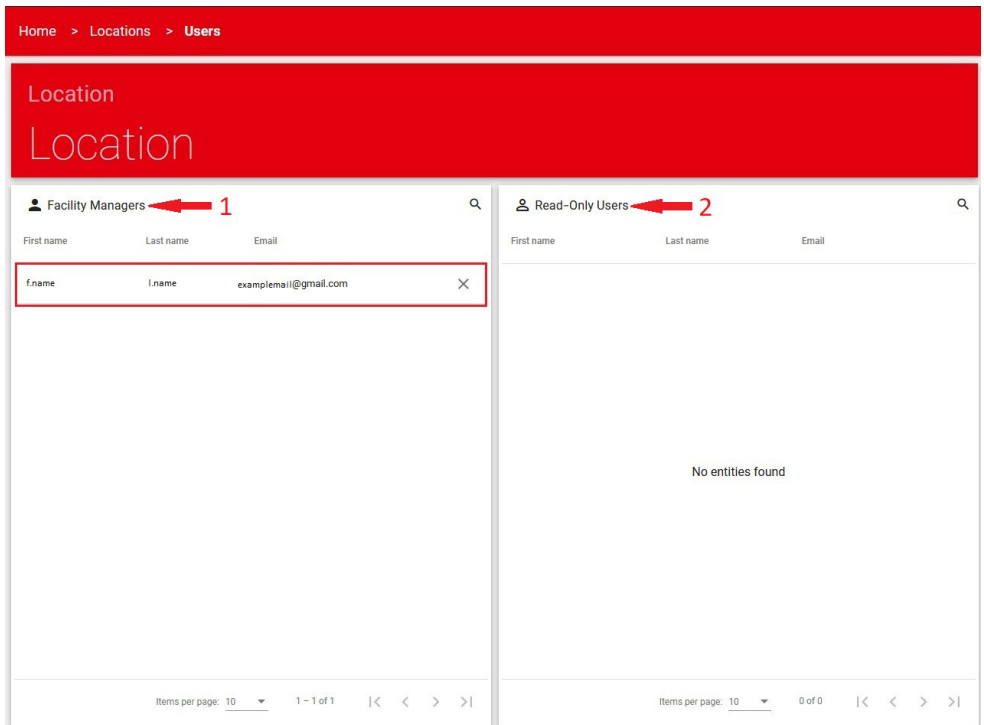 Home > Locations > Users
Location
Location
Facility Managers 1
First name Last name Email
f.name l.name examplemail@gmail.com
Items per page: 10 1 – 1 of 1
Read-Only Users 2
First name Last name Email
No entities found
Items per page: 10 0 of 0